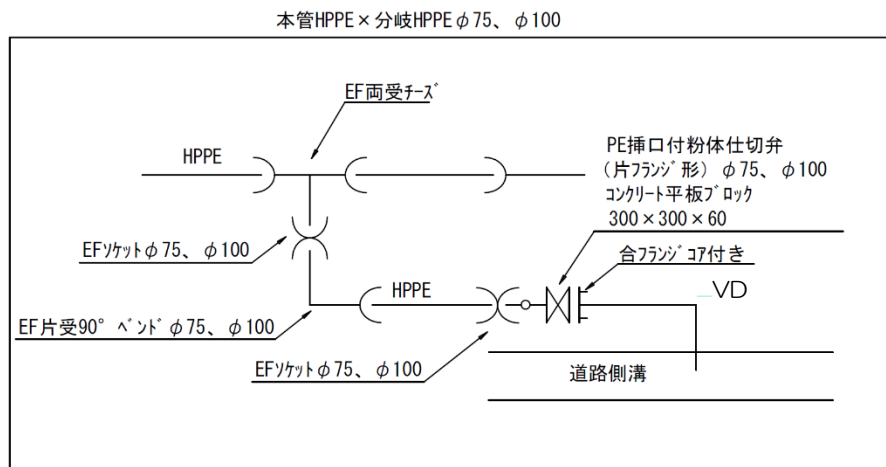 本管HPPE×分岐HPPEφ75、φ100
EF両受ﾁｰｽﾞ
HPPE
PE挿口付粉体仕切弁
(片ﾌﾗﾝｼﾞ形)φ75、φ100
ｺﾝｸﾘｰﾄ平板ﾌﾞﾛｯｸ
300×300×60
EFｿｹｯﾄφ75、φ100
合ﾌﾗﾝｼﾞｺｱ付き
HPPE
VD
EF片受90°ﾍﾞﾝﾄﾞφ75、φ100
EFｿｹｯﾄφ75、φ100
道路側溝